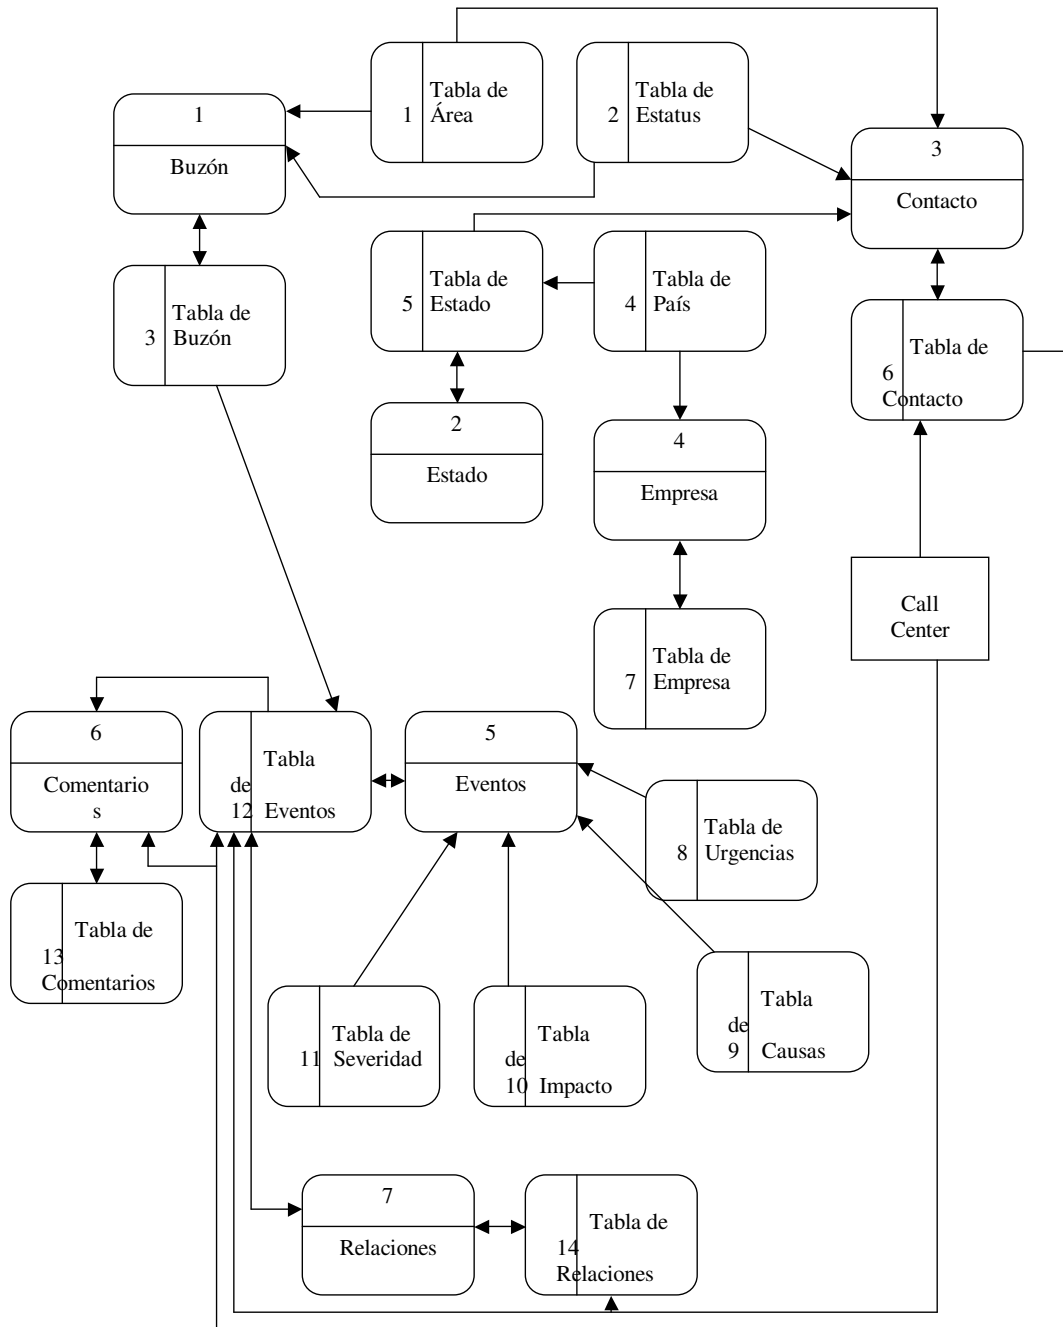 Tabla de
1 Área
Tabla de
2 Estatus
1
Buzón
3
Contacto
Tabla de
5 Estado
Tabla de
4 País
Tabla de
3 Buzón
Tabla de
6
Contacto
2
Estado
4
Empresa
Call
Center
Tabla de
7 Empresa
6
Comentario
s
Tabla
de
12 Eventos
5
Eventos
Tabla de
8 Urgencias
Tabla de
13
Comentarios
Tabla de
11 Severidad
Tabla
de
10 Impacto
Tabla
de
9 Causas
7
Relaciones
Tabla de
14
Relaciones